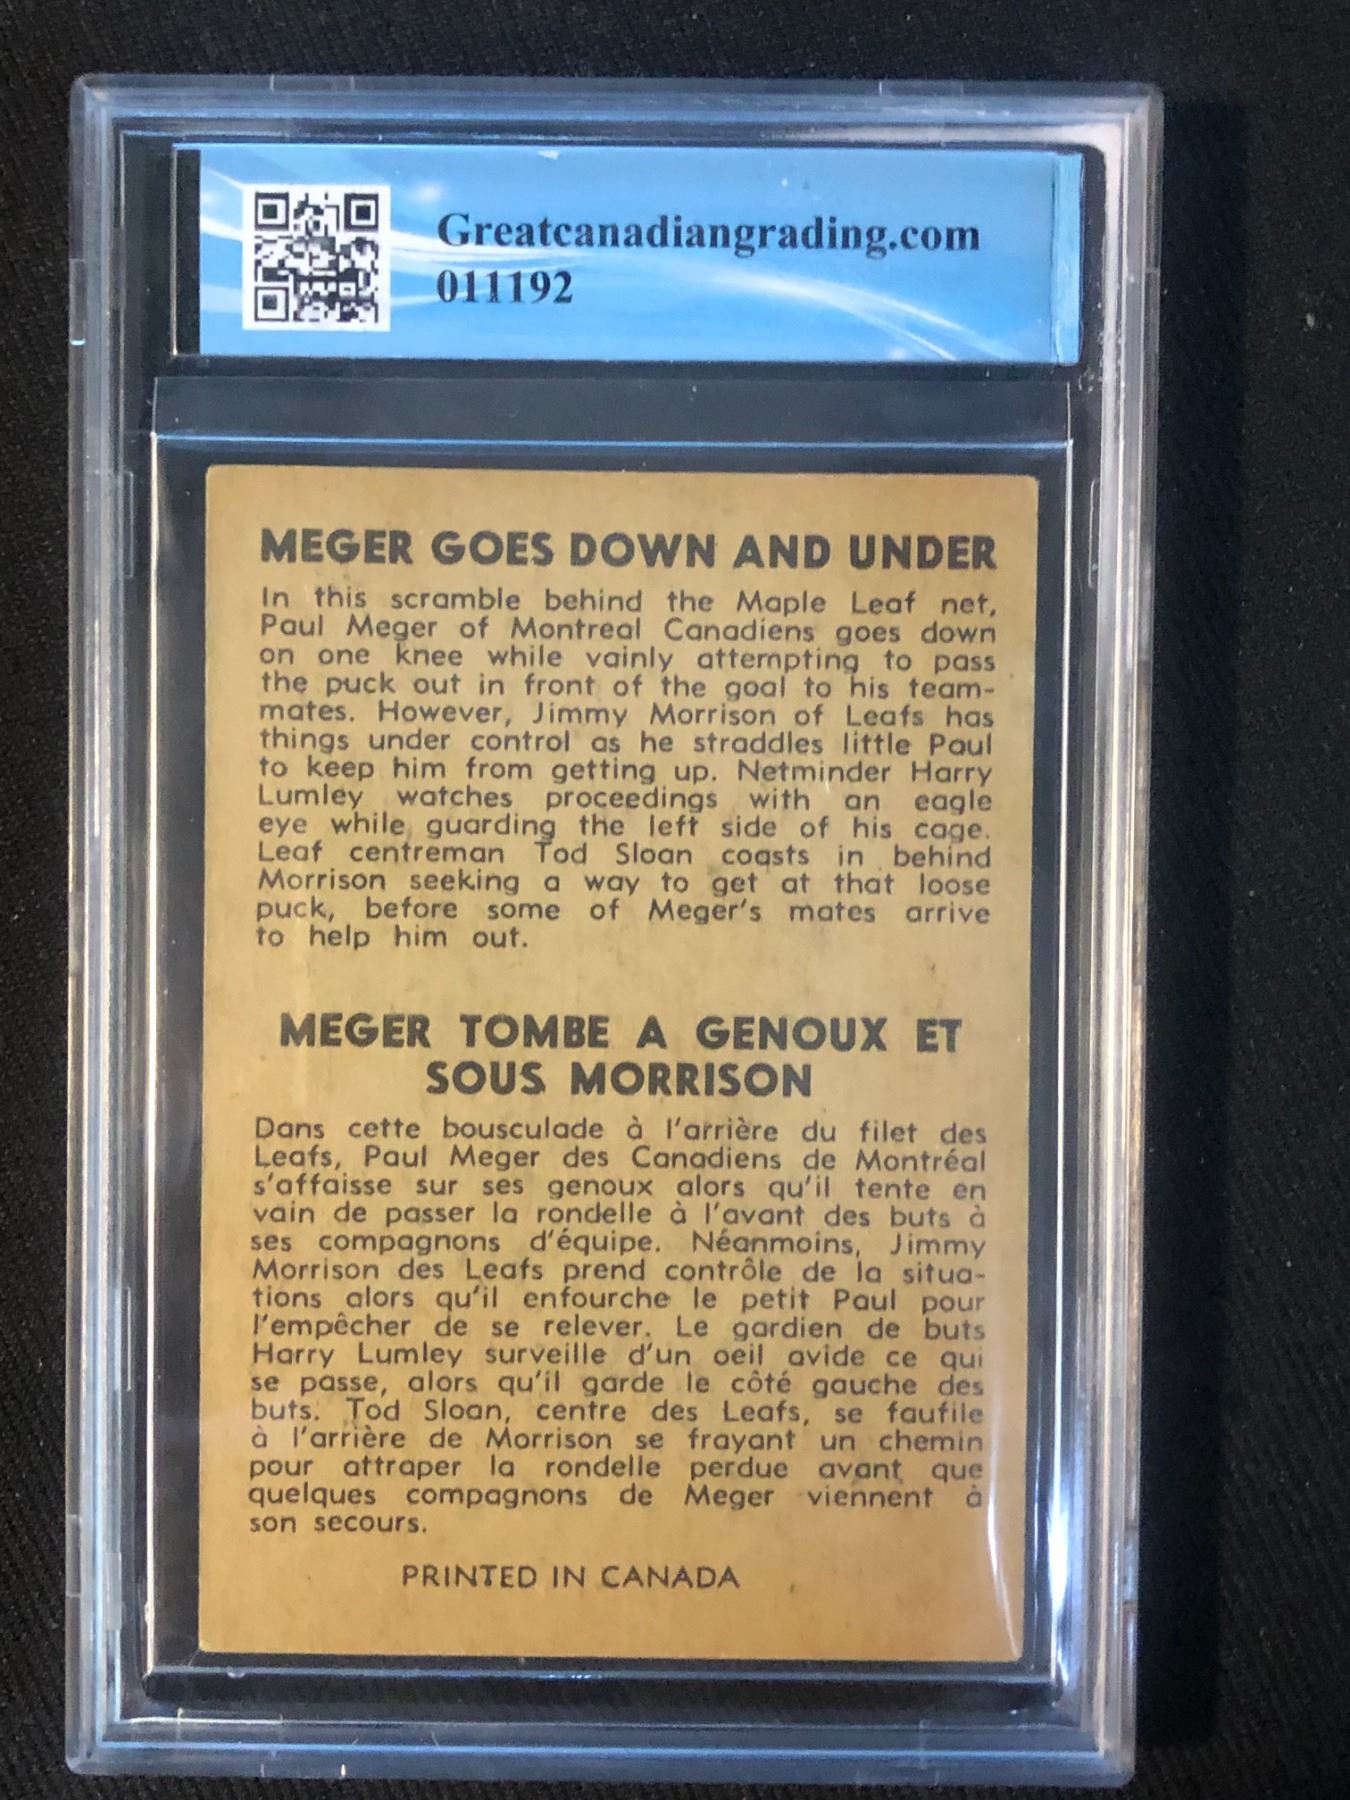 Greatcanadiangrading.com
011192
MEGER GOES DOWN AND UNDER
In this scramble behind the Maple Leaf net,
Paul Meger of Montreal Canadiens goes down
on one knee while vainly attempting to pass
the puck out in front of the goal to his team-
mates. However, Jimmy Morrison of Leafs has
things under control as he straddles little Paul
to keep him from getting up. Netminder Harry
Lumley watches proceedings with an eagle
eye while guarding the left side of his cage.
Leaf centreman Tod Sloan coasts in behind
Morrison seeking a way to get at that loose
puck, before some of Meger's mates arrive
to help him out.
MEGER TOMBE A GENOUX ET
SOUS MORRISON
Dans cette bousculade à l'arrière du filet des
Leafs, Paul Meger des Canadiens de Montréal
s'affaisse sur ses genoux alors qu'il tente en
vain de passer la rondelle à l'avant des buts à
ses compagnons d'équipe. Néanmoins, Jimmy
Morrison des Leafs prend contrôle de la situa-
tions alors qu'il enfourche le petit Paul pour
l'empêcher de se relever. Le gardien de buts
Harry Lumley surveille d'un oeil avide ce qui
se passe, alors qu'il garde le côté gauche des
buts. Tod Sloan, centre des Leafs, se faufile
à l'arrière de Morrison se frayant un chemin
pour attraper la rondelle perdue avant que
quelques compagnons de Meger viennent à
son secours.
PRINTED IN CANADA